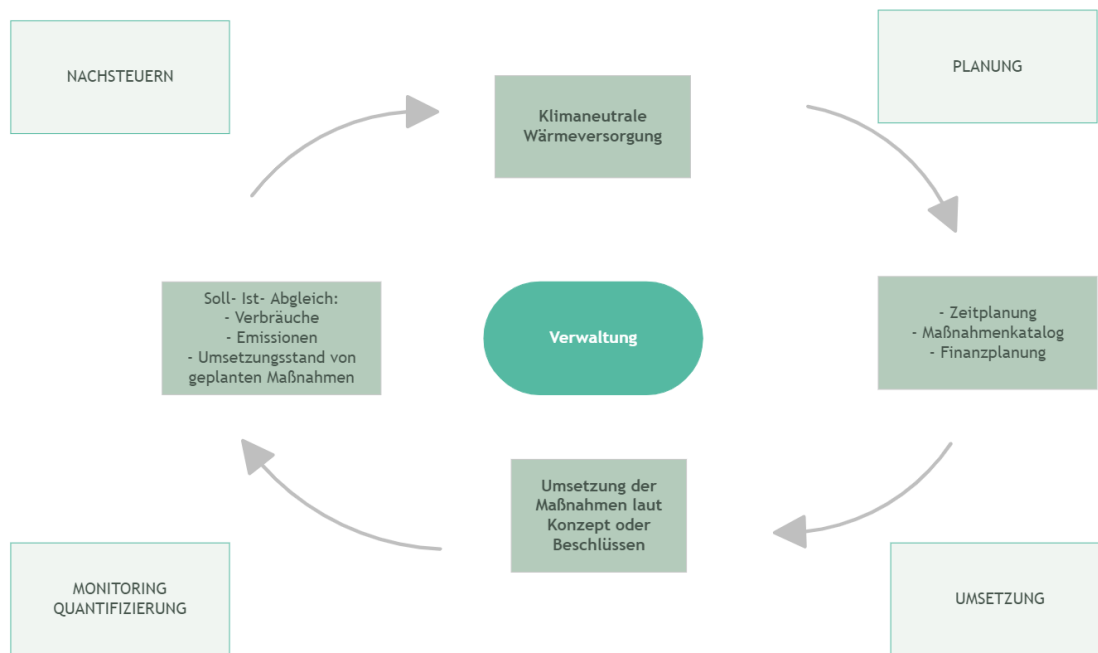 NACHSTEUERN
PLANUNG
Klimaneutrale
Wärmeversorgung
Soll- Ist- Abgleich:
- Verbräuche
- Emissionen
- Umsetzungsstand von
geplanten Maßnahmen
Verwaltung
- Zeitplanung
- Maßnahmenkatalog
- Finanzplanung
Umsetzung der
Maßnahmen laut
Konzept oder
Beschlüssen
MONITORING
QUANTIFIZIERUNG
UMSETZUNG